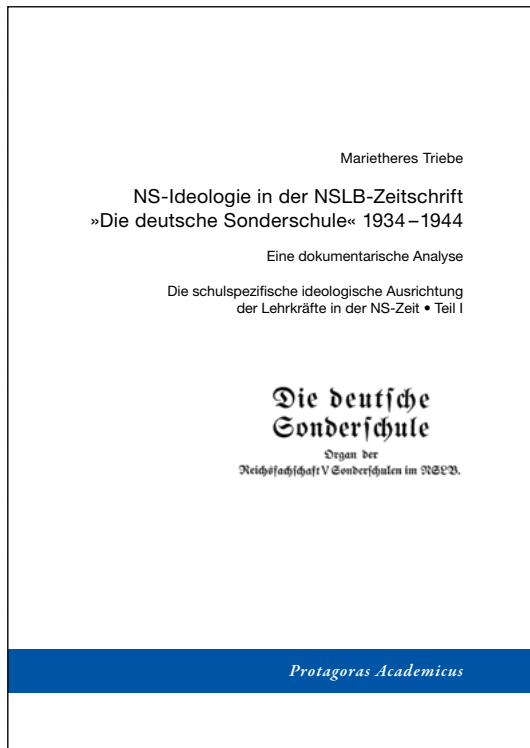 Marietheres Triebe
NS-Ideologie in der NSLB-Zeitschrift
»Die deutsche Sonderschule« 1934–1944
Eine dokumentarische Analyse
Die schulspezifische ideologische Ausrichtung
der Lehrkräfte in der NS-Zeit • Teil I
Die deutſche
Sonderſchule
Organ der
Reichsfachſchaft V Sonderſchulen im NSLB.
Protagoras Academicus